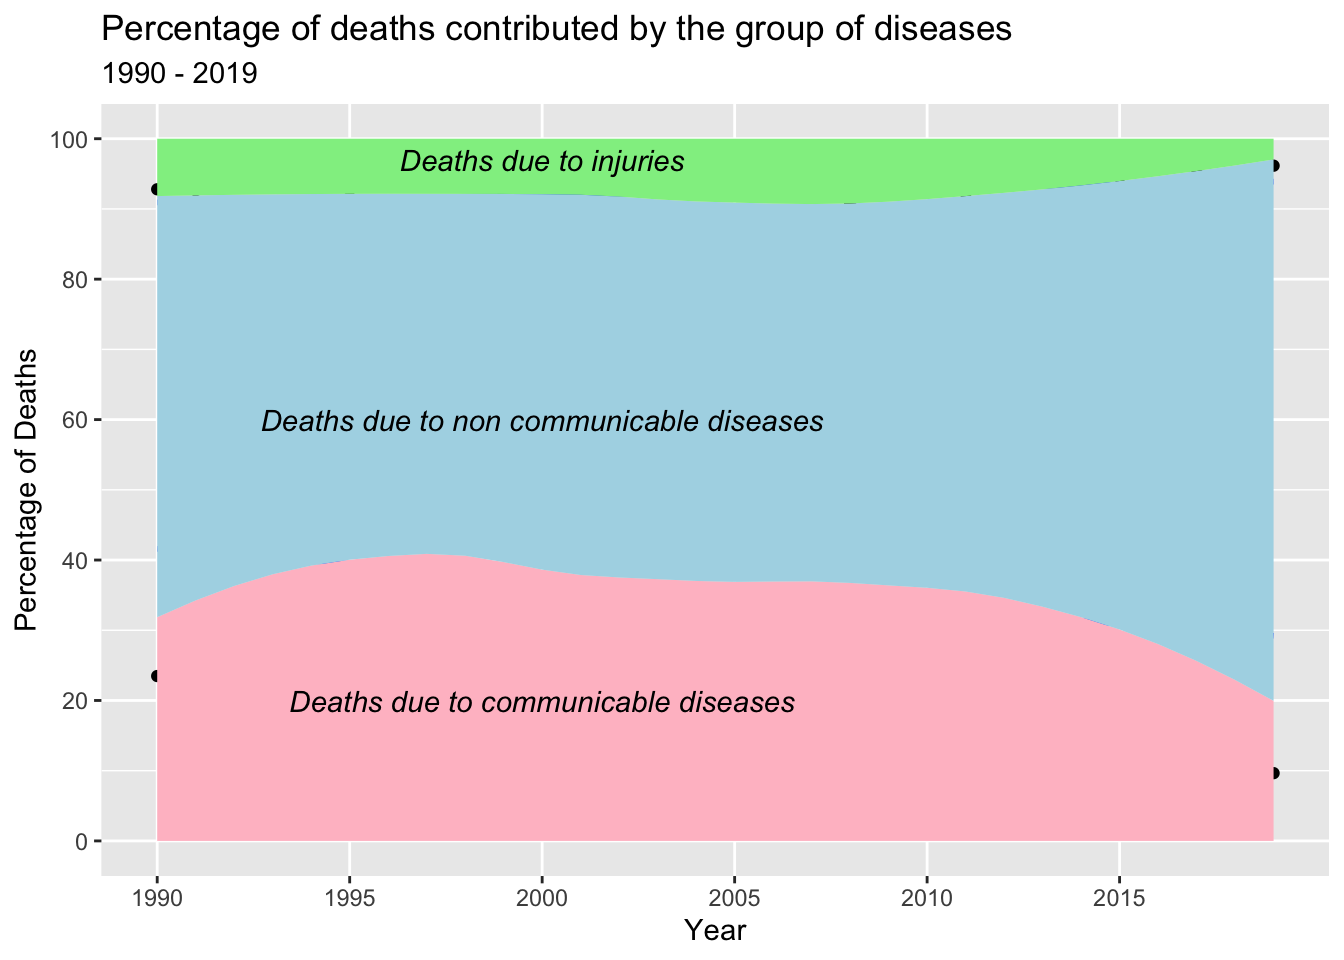 Percentage of deaths contributed by the group of diseases
1990 - 2019
100
80
60
40
20
0
Percentage of Deaths
Deaths due to injuries
Deaths due to non communicable diseases
Deaths due to communicable diseases
1990 1995 2000 2005 2010 2015
Year